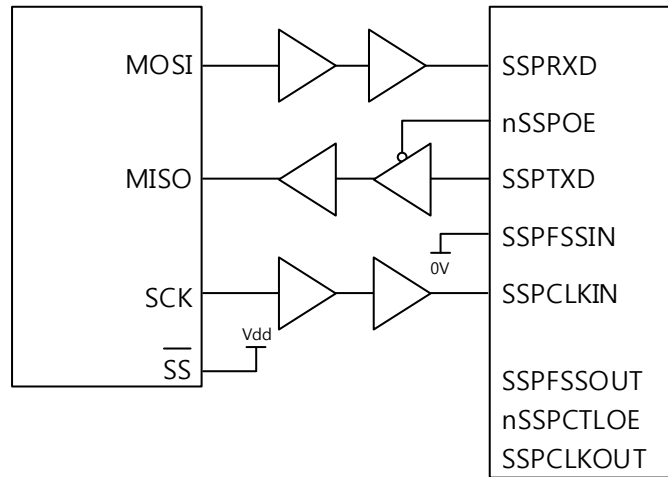 MOSI
SSPRXD
nSSPOE
MISO
SSPTXD
SSPFSSIN
0V
SCK
SSPCLKIN
Vdd
SS
SSPFSSOUT
nSSPCTLOE
SSPCLKOUT